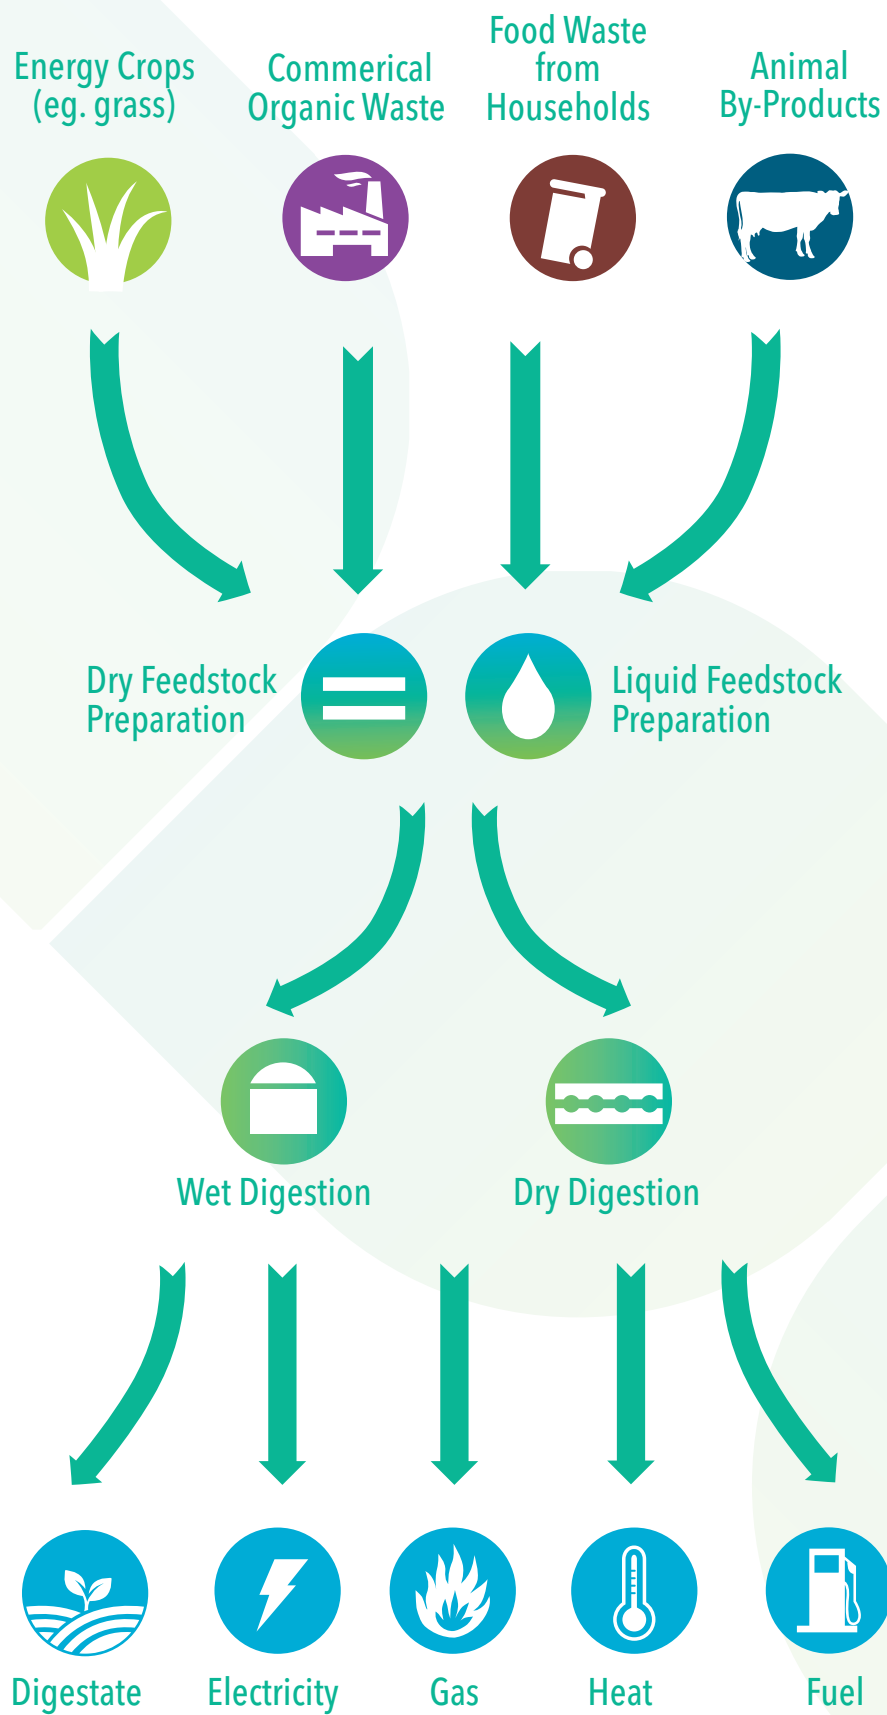 Energy Crops
(eg. grass)
Commerical
Organic Waste
Food Waste
from
Households
Animal
By-Products
Dry Feedstock
Preparation
Liquid Feedstock
Preparation
Wet Digestion
Dry Digestion
Digestate
Electricity
Gas
Heat
Fuel